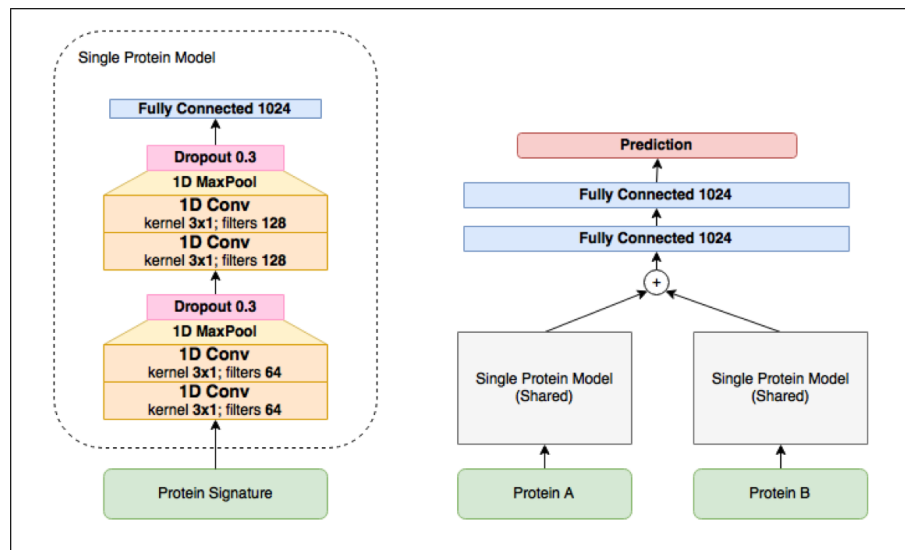 Single Protein Model
Fully Connected 1024
Dropout 0.3
1D MaxPool
1D Conv
kernel 3x1; filters 128
1D Conv
kernel 3x1; filters 128
Dropout 0.3
1D MaxPool
1D Conv
kernel 3x1; filters 64
1D Conv
kernel 3x1; filters 64
Protein Signature
Prediction
Fully Connected 1024
Fully Connected 1024
+
Single Protein Model
(Shared)
Single Protein Model
(Shared)
Protein A
Protein B